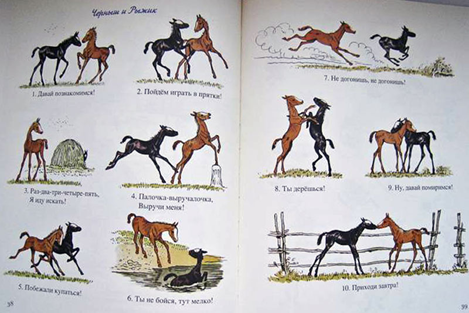 Черныш и Рыжик
1. Давай познакомимся!
2. Пойдём играть в прятки!
3. Раз-два-три-четыре-пять,
Я иду искать!
4. Палочка-выручалочка,
Выручи меня!
5. Побежали купаться!
6. Ты не бойся, тут мелко!
38
7. Не догонишь, не догонишь!
8. Ты дерёшься!
9. Ну, давай помиримся!
10. Приходи завтра!
39